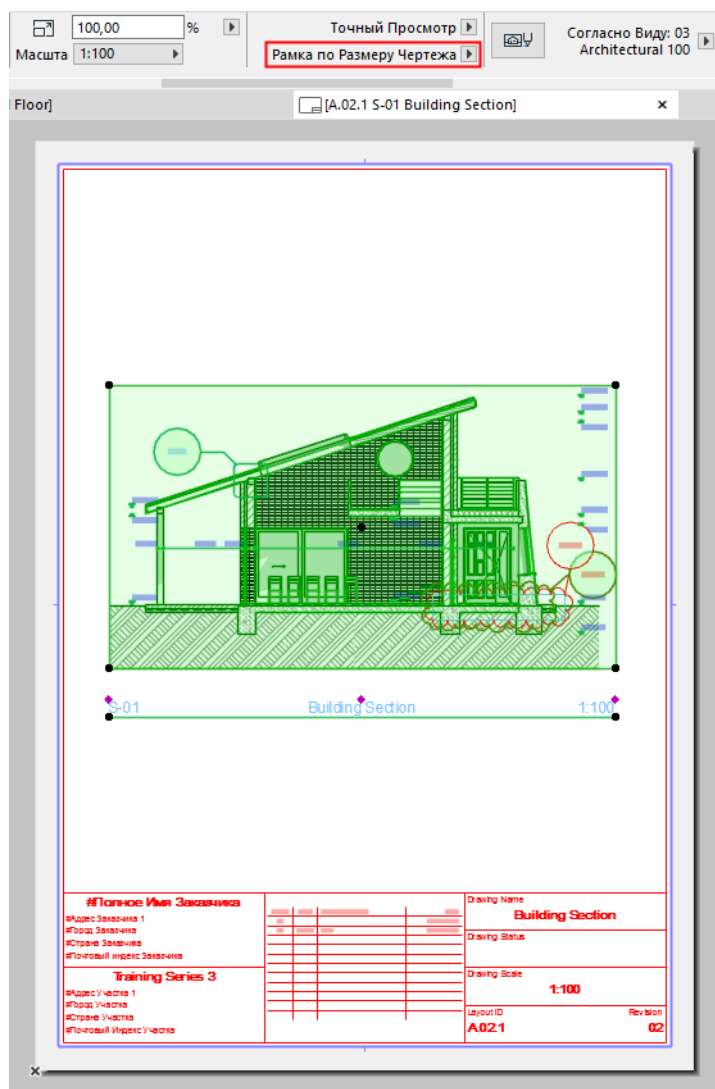 100,00 %
Точный Просмотр
Масшта 1:100
Рамка по Размеру Чертежа
Согласно Виду: 03
Architectural 100
Floor]
[A.02.1 S-01 Building Section]
S-01 Building Section 1:100
#Полное Имя Заказчика
#Адрес Заказчика 1
#Город Заказчика
#Страна Заказчика
#Почтовый индекс Заказчика
Training Series 3
#Адрес Участка 1
#Город Участка
#Страна Участка
#Почтовый Индекс Участка
Drawing Name
Building Section
Drawing Status
Drawing Scale
1:100
Layout ID Revision
A.02.1 02